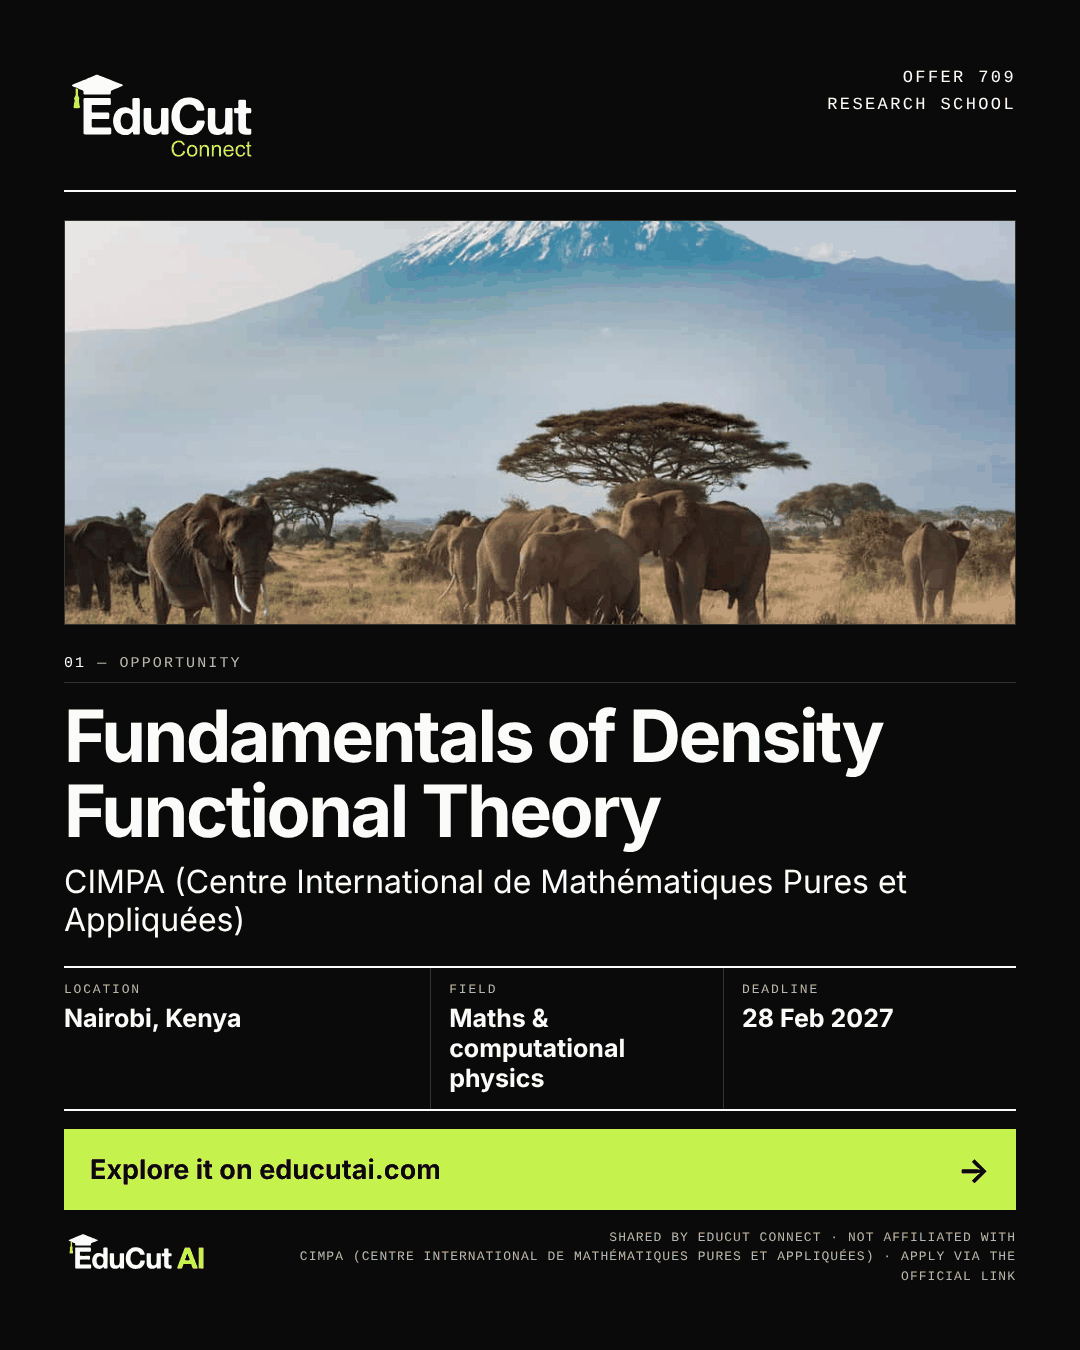 EduCut
Connect
OFFER 709
RESEARCH SCHOOL
01 — OPPORTUNITY
Fundamentals of Density
Functional Theory
CIMPA (Centre International de Mathématiques Pures et
Appliquées)
LOCATION
Nairobi, Kenya
FIELD
Maths &
computational
physics
DEADLINE
28 Feb 2027
Explore it on educutai.com →
EduCut AI
SHARED BY EDUCUT CONNECT · NOT AFFILIATED WITH
CIMPA (CENTRE INTERNATIONAL DE MATHÉMATIQUES PURES ET APPLIQUÉES) · APPLY VIA THE
OFFICIAL LINK